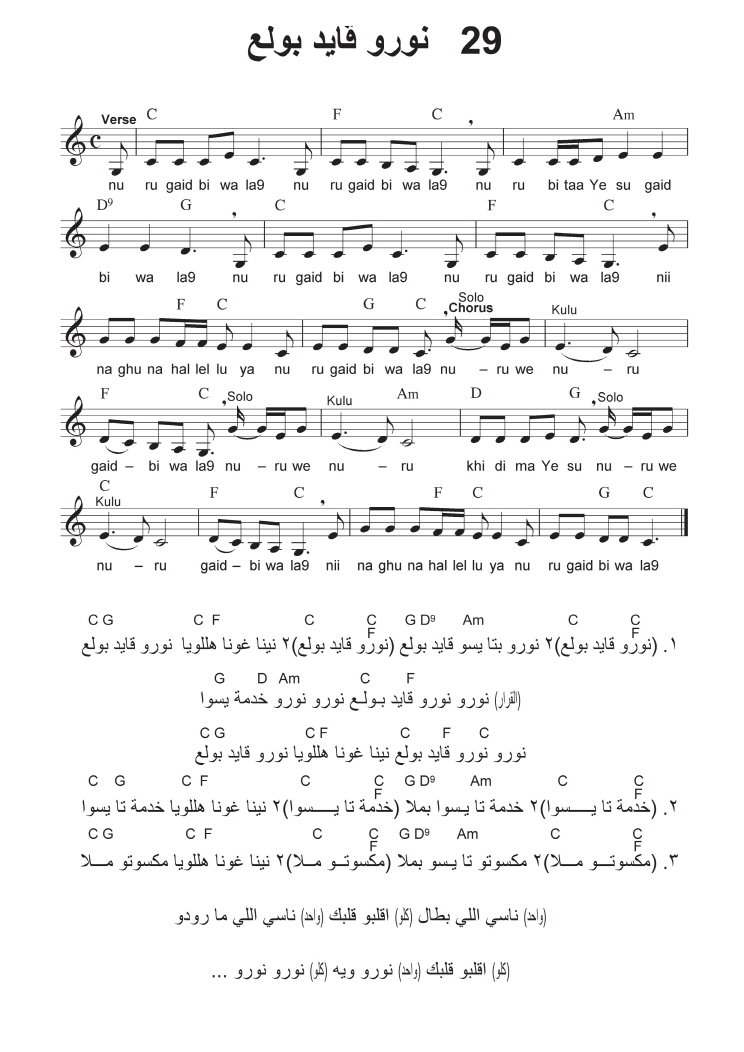 29 نورو قايد بولع
Verse C F C Am
nu ru gaid bi wa la9 nu ru gaid bi wa la9 nu ru bi taa Ye su gaid
D9 G C F C
bi wa la9 nu ru gaid bi wa la9 nu ru gaid bi wa la9 nii
F C G C Solo Chorus Kulu
na ghu na hal lel lu ya nu ru gaid bi wa la9 nu – ru we nu – ru
F C Solo Kulu Am D G Solo
gaid – bi wa la9 nu – ru we nu – ru khi di ma Ye su nu – ru we
C Kulu F C F C G C
nu – ru gaid – bi wa la9 nii na ghu na hal lel lu ya nu ru gaid bi wa la9
C G C F C C F G D9 Am C C F
١. (نورو قايد بولع)٢ نورو بتا يسو قايد بولع (نورو قايد بولع)٢ نينا غونا هللويا نورو قايد بولع
G D Am C F
(القرار) نورو نورو قايد بـولـع نورو نورو خدمة يسوا
C G C F C F C
نورو نورو قايد بولع نينا غونا هللويا نورو قايد بولع
C G C F C C F G D9 Am C C F
٢. (خدمة تا يـــسوا)٢ خدمة تا يـسوا بملا (خدمة تا يـــــسوا)٢ نينا غونا هللويا خدمة تا يسوا
C G C F C C F G D9 Am C C F
٣. (مكسوتـــو مـــلا)٢ مكسوتو تا يـسو بملا (مكسوتــو مــلا)٢ نينا غونا هللويا مكسوتو مـــلا
(واحد) ناسي اللي بطال (كلو) اقلبو قلبك (واحد) ناسي اللي ما رودو
(كلو) اقلبو قلبك (واحد) نورو ويه (كلو) نورو نورو ...